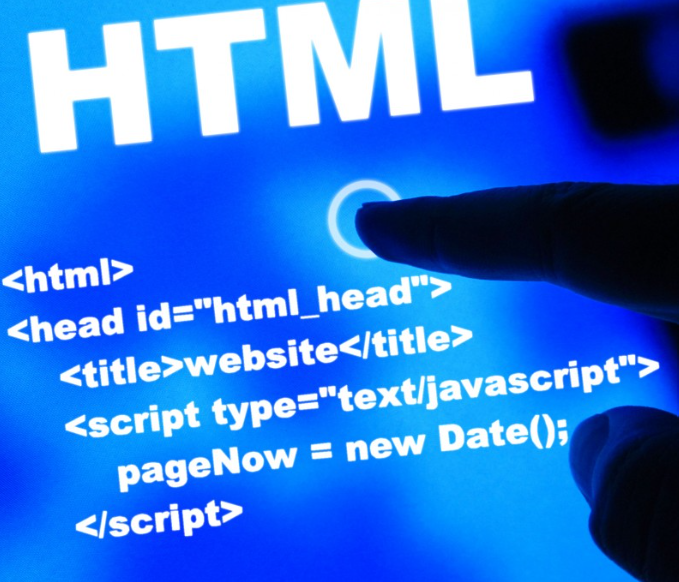 HTML
<html>
<head id="html_head">
<title>website</title>
<script type="text/javascript">
pageNow = new Date();
</script>